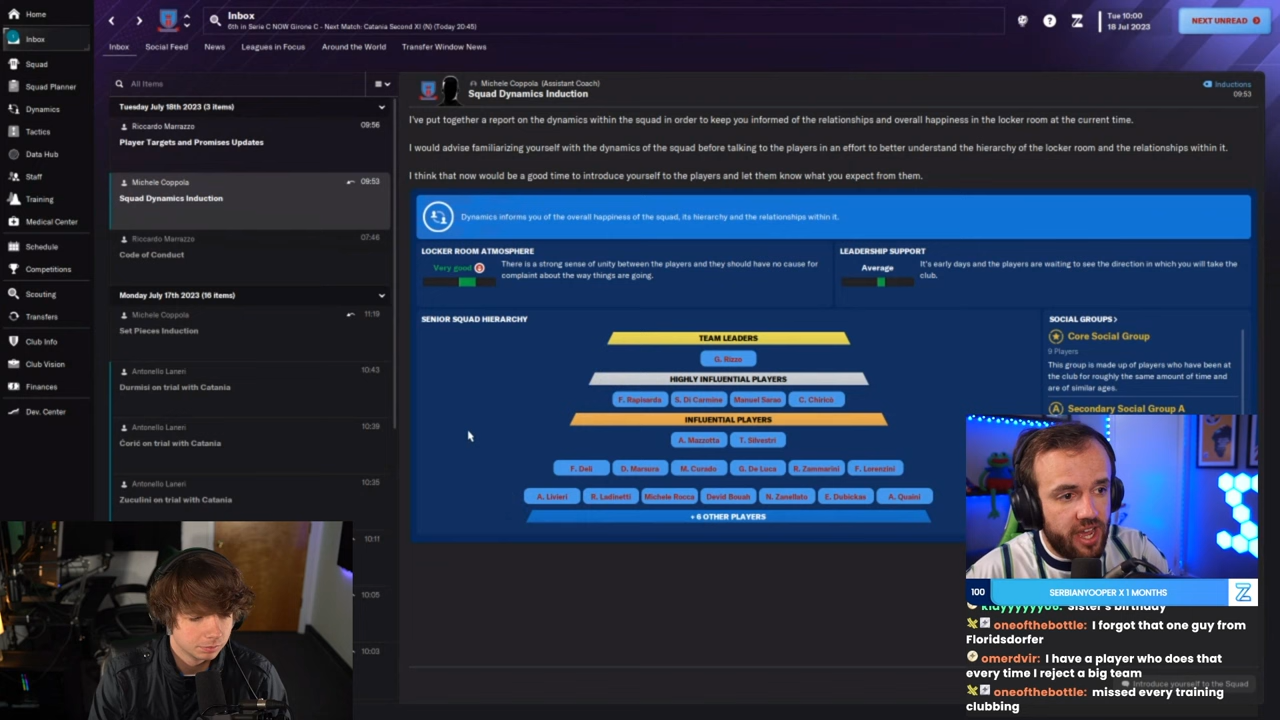 Home
Inbox
Squad
Squad Planner
Dynamics
Tactics
Data Hub
Staff
Training
Medical Center
Schedule
Competitions
Scouting
Transfers
Club Info
Club Vision
Finances
Dev. Center
Inbox
6th in Serie C NOW Girone C - Next Match: Catania Second XI (N) (Today 20:45)
Tue 10:00
18 Jul 2023
NEXT UNREAD
Inbox Social Feed News Leagues in Focus Around the World Transfer Window News
All Items
Tuesday July 18th 2023 (3 items)
Riccardo Marrazzo 09:56
Player Targets and Promises Updates
Michele Coppola 09:53
Squad Dynamics Induction
Riccardo Marrazzo 07:46
Code of Conduct
Monday July 17th 2023 (16 items)
Michele Coppola 11:19
Set Pieces Induction
Antonello Laneri 10:43
Durmisi on trial with Catania
Antonello Laneri 10:39
Ćorić on trial with Catania
Antonello Laneri 10:35
Zuculini on trial with Catania
10:11
10:05
10:03
Michele Coppola (Assistant Coach)
Squad Dynamics Induction
Inductions
09:53
I've put together a report on the dynamics within the squad in order to keep you informed of the relationships and overall happiness in the locker room at the current time.
I would advise familiarizing yourself with the dynamics of the squad before talking to the players in an effort to better understand the hierarchy of the locker room and the relationships within it.
I think that now would be a good time to introduce yourself to the players and let them know what you expect from them.
Dynamics informs you of the overall happiness of the squad, its hierarchy and the relationships within it.
LOCKER ROOM ATMOSPHERE
Very good
There is a strong sense of unity between the players and they should have no cause for
complaint about the way things are going.
LEADERSHIP SUPPORT
Average
It's early days and the players are waiting to see the direction in which you will take the
club.
SENIOR SQUAD HIERARCHY
TEAM LEADERS
G. Rizzo
HIGHLY INFLUENTIAL PLAYERS
F. Rapisarda S. Di Carmine Manuel Sarao C. Chiricò
INFLUENTIAL PLAYERS
A. Mazzotta T. Silvestri
F. Deli D. Marsura M. Curado G. De Luca R. Zammarini F. Lorenzini
A. Livieri R. Ladinetti Michele Rocca Devid Bouah N. Zanellato E. Dubickas A. Quaini
+ 6 OTHER PLAYERS
SOCIAL GROUPS >
Core Social Group
9 Players
This group is made up of players who have been at
the club for roughly the same amount of time and
are of similar ages.
A Secondary Social Group A
100 SERBIANYOOPER X 1 MONTHS Z
Sister's birthday
oneofthebottle: I forgot that one guy from
Floridsdorfer
omerdvir: I have a player who does that
every time I reject a big team
oneofthebottle: missed every training
clubbing
Introduce yourself to the Squad